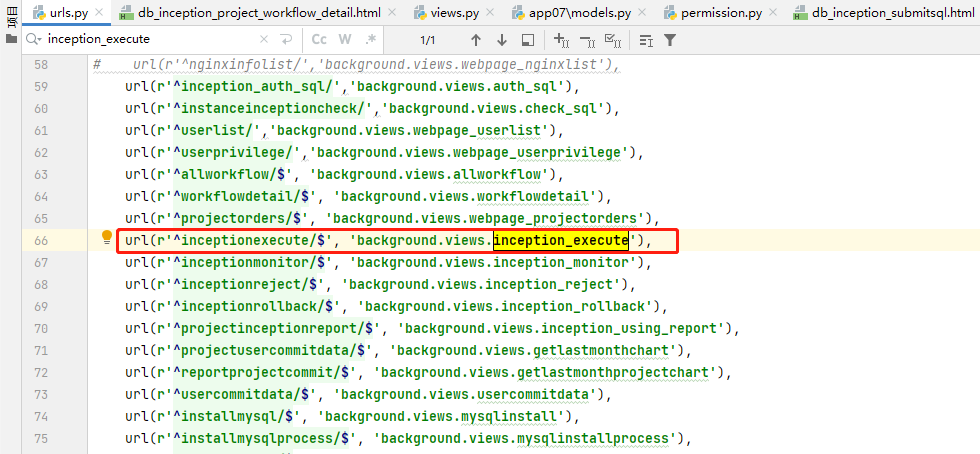 项目
urls.py
db_inception_project_workflow_detail.html
views.py
app07\models.py
permission.py
db_inception_submitsql.html
inception_execute
Cc W .* 1/1
58 #    url(r'^nginxinfolist/','background.views.webpage_nginxlist'),
59 url(r'^inception_auth_sql/','background.views.auth_sql'),
60 url(r'^instanceinceptioncheck/','background.views.check_sql'),
61 url(r'^userlist/','background.views.webpage_userlist'),
62 url(r'^userprivilege/','background.views.webpage_userprivilege'),
63 url(r'^allworkflow/$', 'background.views.allworkflow'),
64 url(r'^workflowdetail/$', 'background.views.workflowdetail'),
65 url(r'^projectorders/$', 'background.views.webpage_projectorders'),
66 url(r'^inceptionexecute/$', 'background.views.inception_execute'),
67 url(r'^inceptionmonitor/$', 'background.views.inception_monitor'),
68 url(r'^inceptionreject/$', 'background.views.inception_reject'),
69 url(r'^inceptionrollback/$', 'background.views.inception_rollback'),
70 url(r'^projectinceptionreport/$', 'background.views.inception_using_report'),
71 url(r'^projectusercommitdata/$', 'background.views.getlastmonthchart'),
72 url(r'^reportprojectcommit/$', 'background.views.getlastmonthprojectchart'),
73 url(r'^usercommitdata/$', 'background.views.usercommitdata'),
74 url(r'^installmysql/$', 'background.views.mysqlinstall'),
75 url(r'^installmysqlprocess/$', 'background.views.mysqlinstallprocess'),